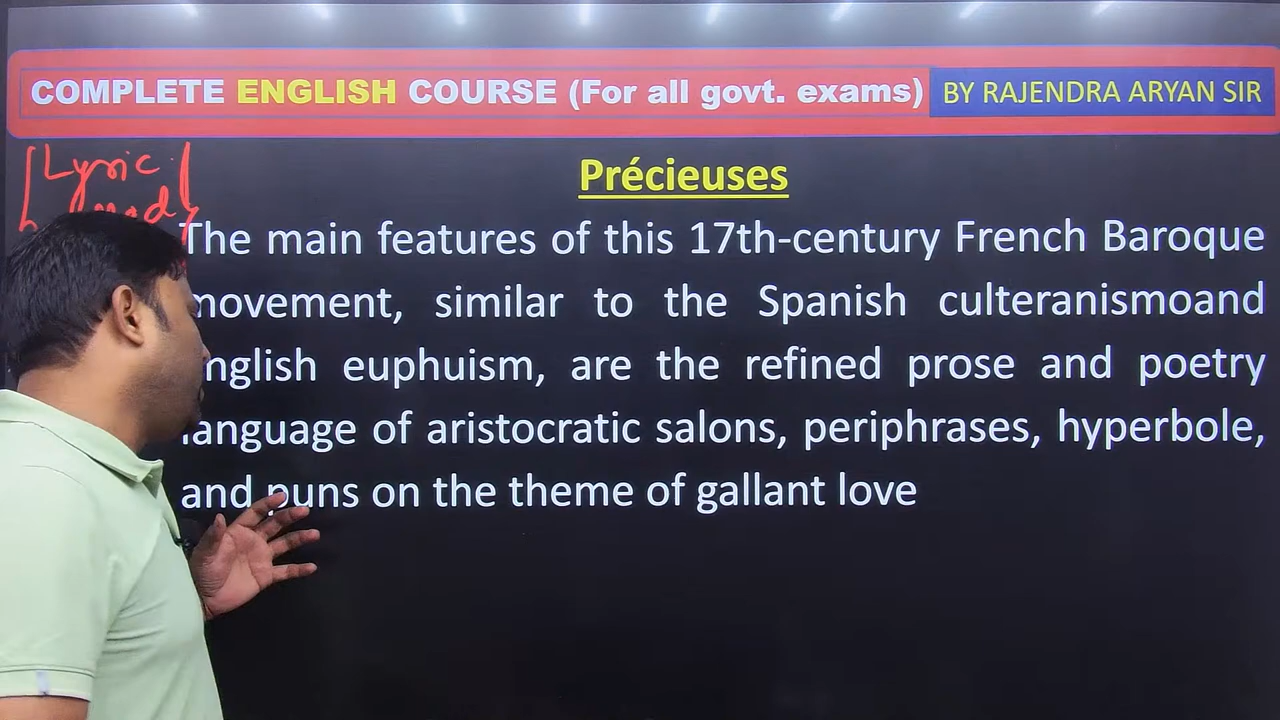 COMPLETE ENGLISH COURSE (For all govt. exams) BY RAJENDRA ARYAN SIR
Lyric
Précieuses
The main features of this 17th-century French Baroque
movement, similar to the Spanish culteranismoand
English euphuism, are the refined prose and poetry
language of aristocratic salons, periphrases, hyperbole,
and puns on the theme of gallant love